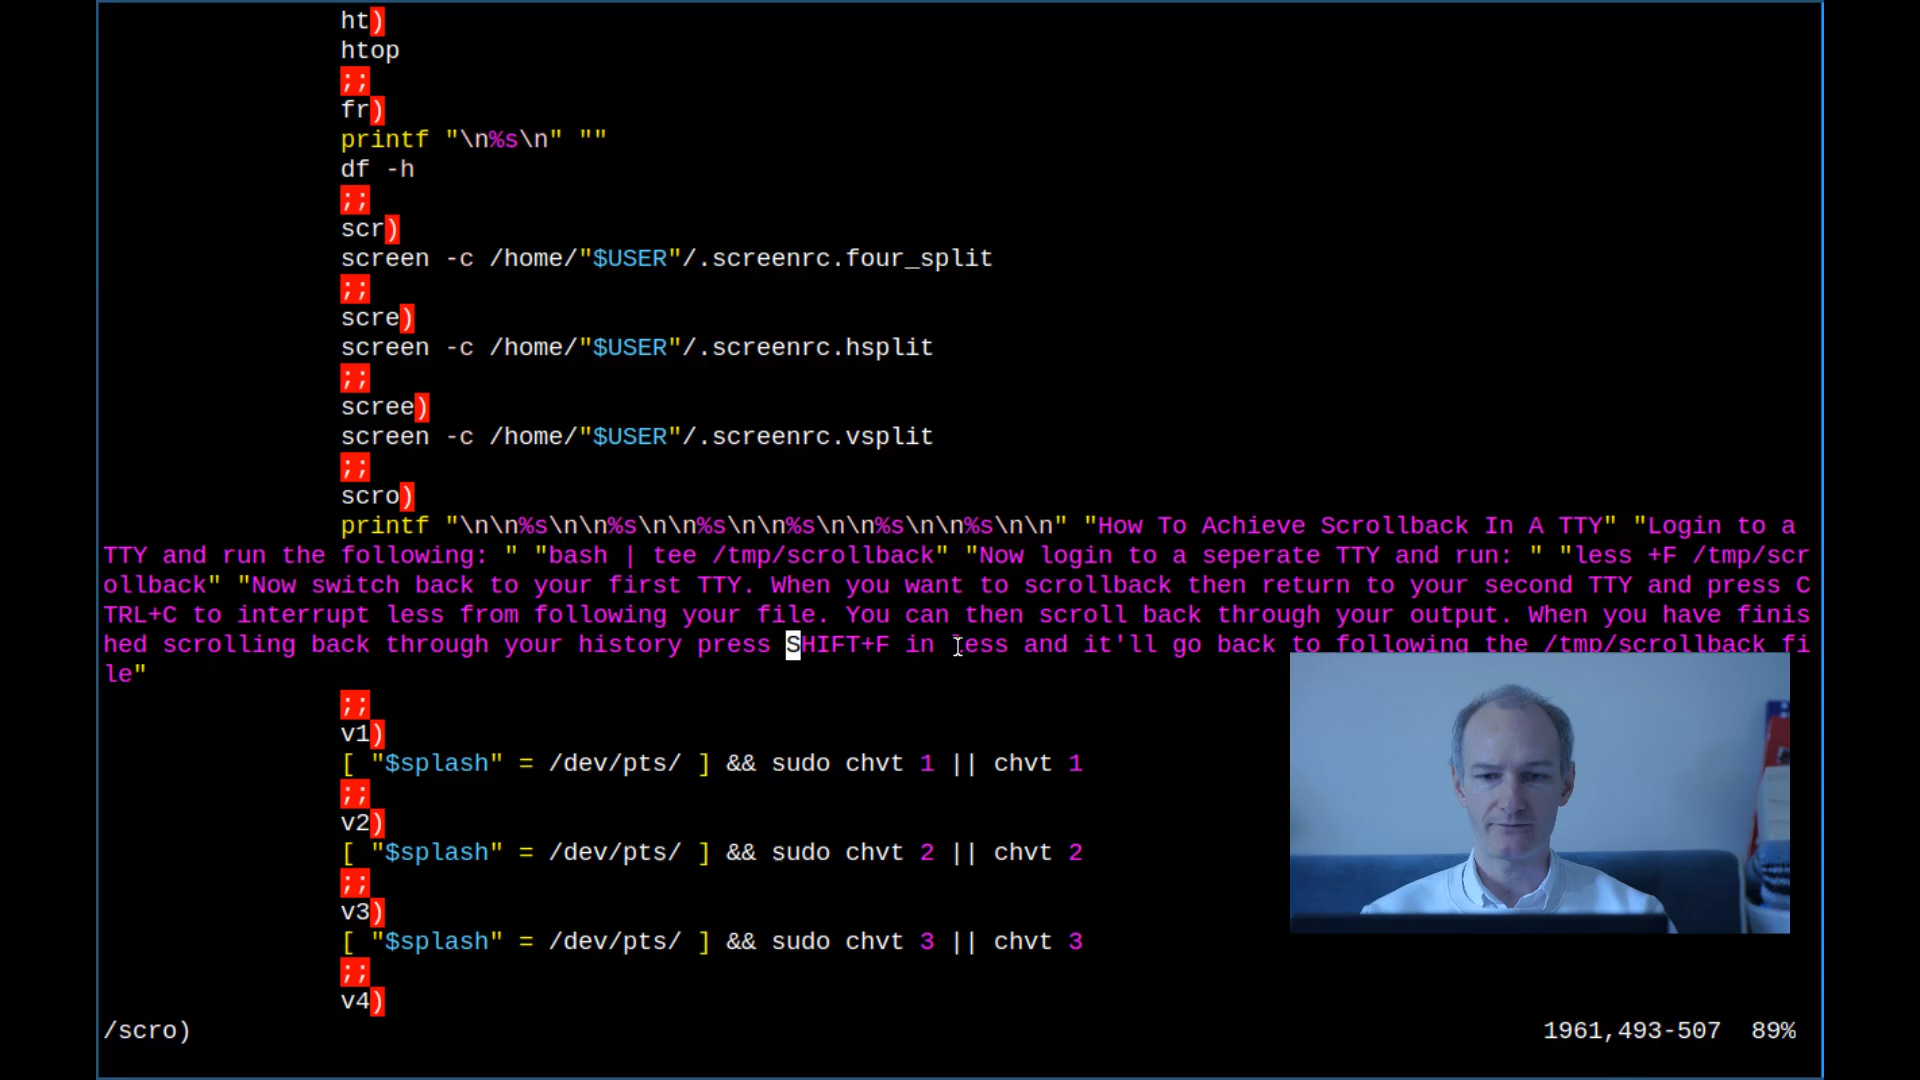 ht)
htop
;;
fr)
printf "\n%s\n" ""
df -h
;;
scr)
screen -c /home/"$USER"/.screenrc.four_split
;;
scre)
screen -c /home/"$USER"/.screenrc.hsplit
;;
scree)
screen -c /home/"$USER"/.screenrc.vsplit
;;
scro)
printf "\n\n%s\n\n%s\n\n%s\n\n%s\n\n%s\n\n%s\n\n" "How To Achieve Scrollback In A TTY" "Login to a
TTY and run the following: " "bash | tee /tmp/scrollback" "Now login to a seperate TTY and run: " "less +F /tmp/scr
ollback" "Now switch back to your first TTY. When you want to scrollback then return to your second TTY and press C
TRL+C to interrupt less from following your file. You can then scroll back through your output. When you have finis
hed scrolling back through your history press SHIFT+F in less and it'll go back to following the /tmp/scrollback fi
le"
;;
v1)
[ "$splash" = /dev/pts/ ] && sudo chvt 1 || chvt 1
;;
v2)
[ "$splash" = /dev/pts/ ] && sudo chvt 2 || chvt 2
;;
v3)
[ "$splash" = /dev/pts/ ] && sudo chvt 3 || chvt 3
;;
v4)
/scro) 1961,493-507 89%